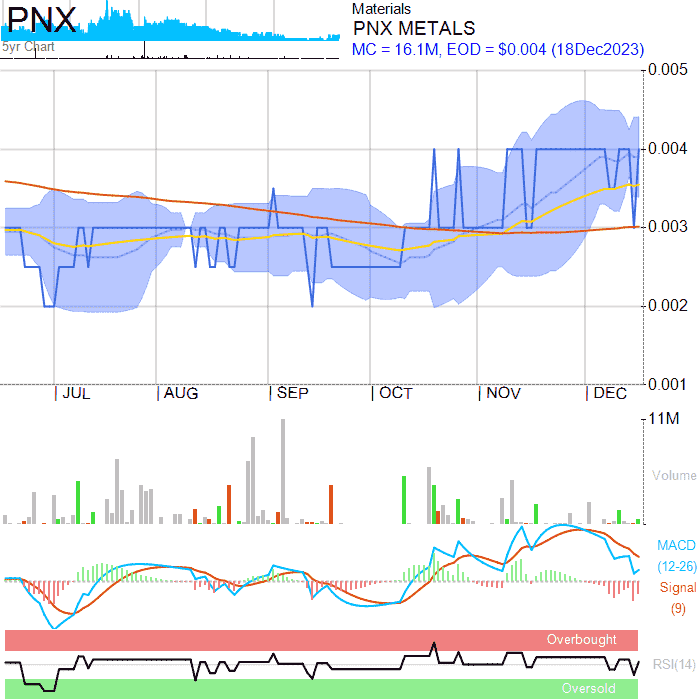 PNX
5yr Chart
Materials
PNX METALS
MC = 16.1M, EOD = $0.004 (18Dec2023)
0.005
0.004
0.003
0.002
0.001
JUL AUG SEP OCT NOV DEC
11M
Volume
MACD
(12-26)
Signal
(9)
Overbought
RSI(14)
Oversold